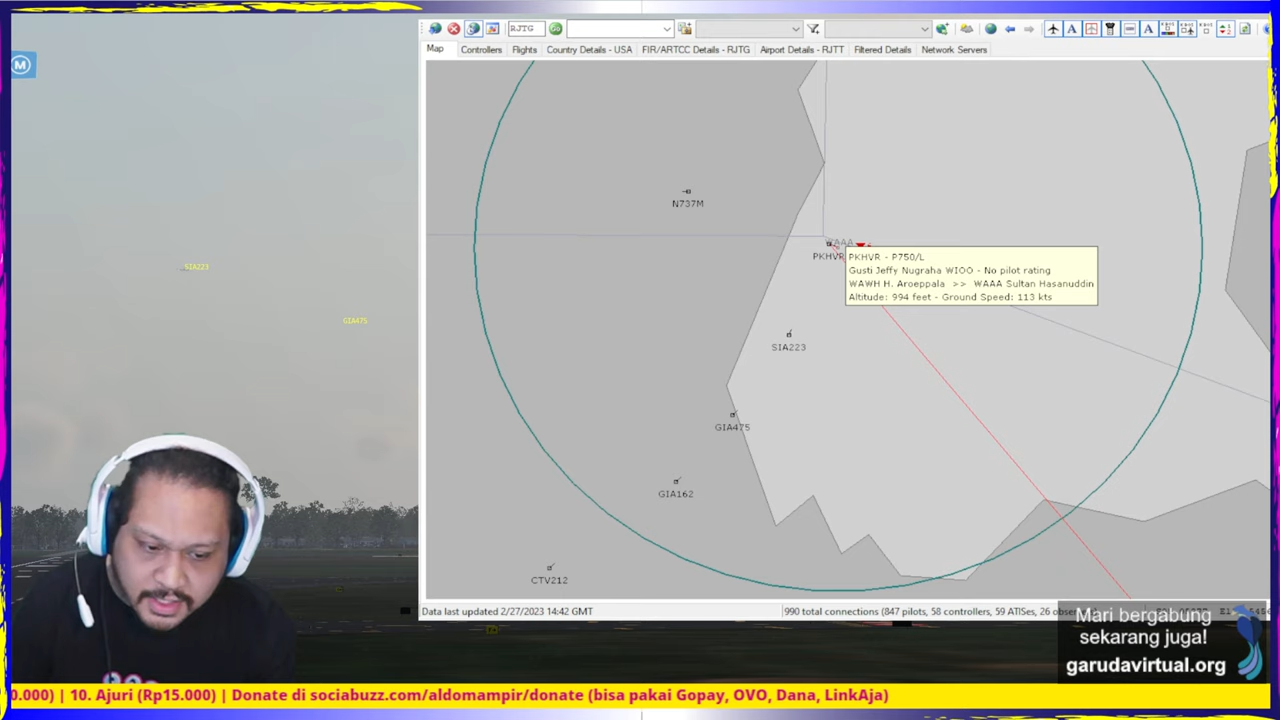 M
SIA223
GIA475
RJTG
Map
Controllers
Flights
Country Details - USA
FIR/ARTCC Details - RJTG
Airport Details - RJTT
Filtered Details
Network Servers
N737M
WAAA
PKHVR
PKHVR - P750/L
Gusti Jeffy Nugraha WIOO - No pilot rating
WAWH H. Aroeppala >> WAAA Sultan Hasanuddin
Altitude: 994 feet - Ground Speed: 113 kts
SIA223
GIA475
GIA162
CTV212
Data last updated 2/27/2023 14:42 GMT
990 total connections (847 pilots, 58 controllers, 59 ATISes, 26
Mari bergabung
sekarang juga!
garudavirtual.org
0.000) | 10. Ajuri (Rp15.000) | Donate di sociabuzz.com/aldomampir/donate (bisa pakai Gopay, OVO, Dana, LinkAja)